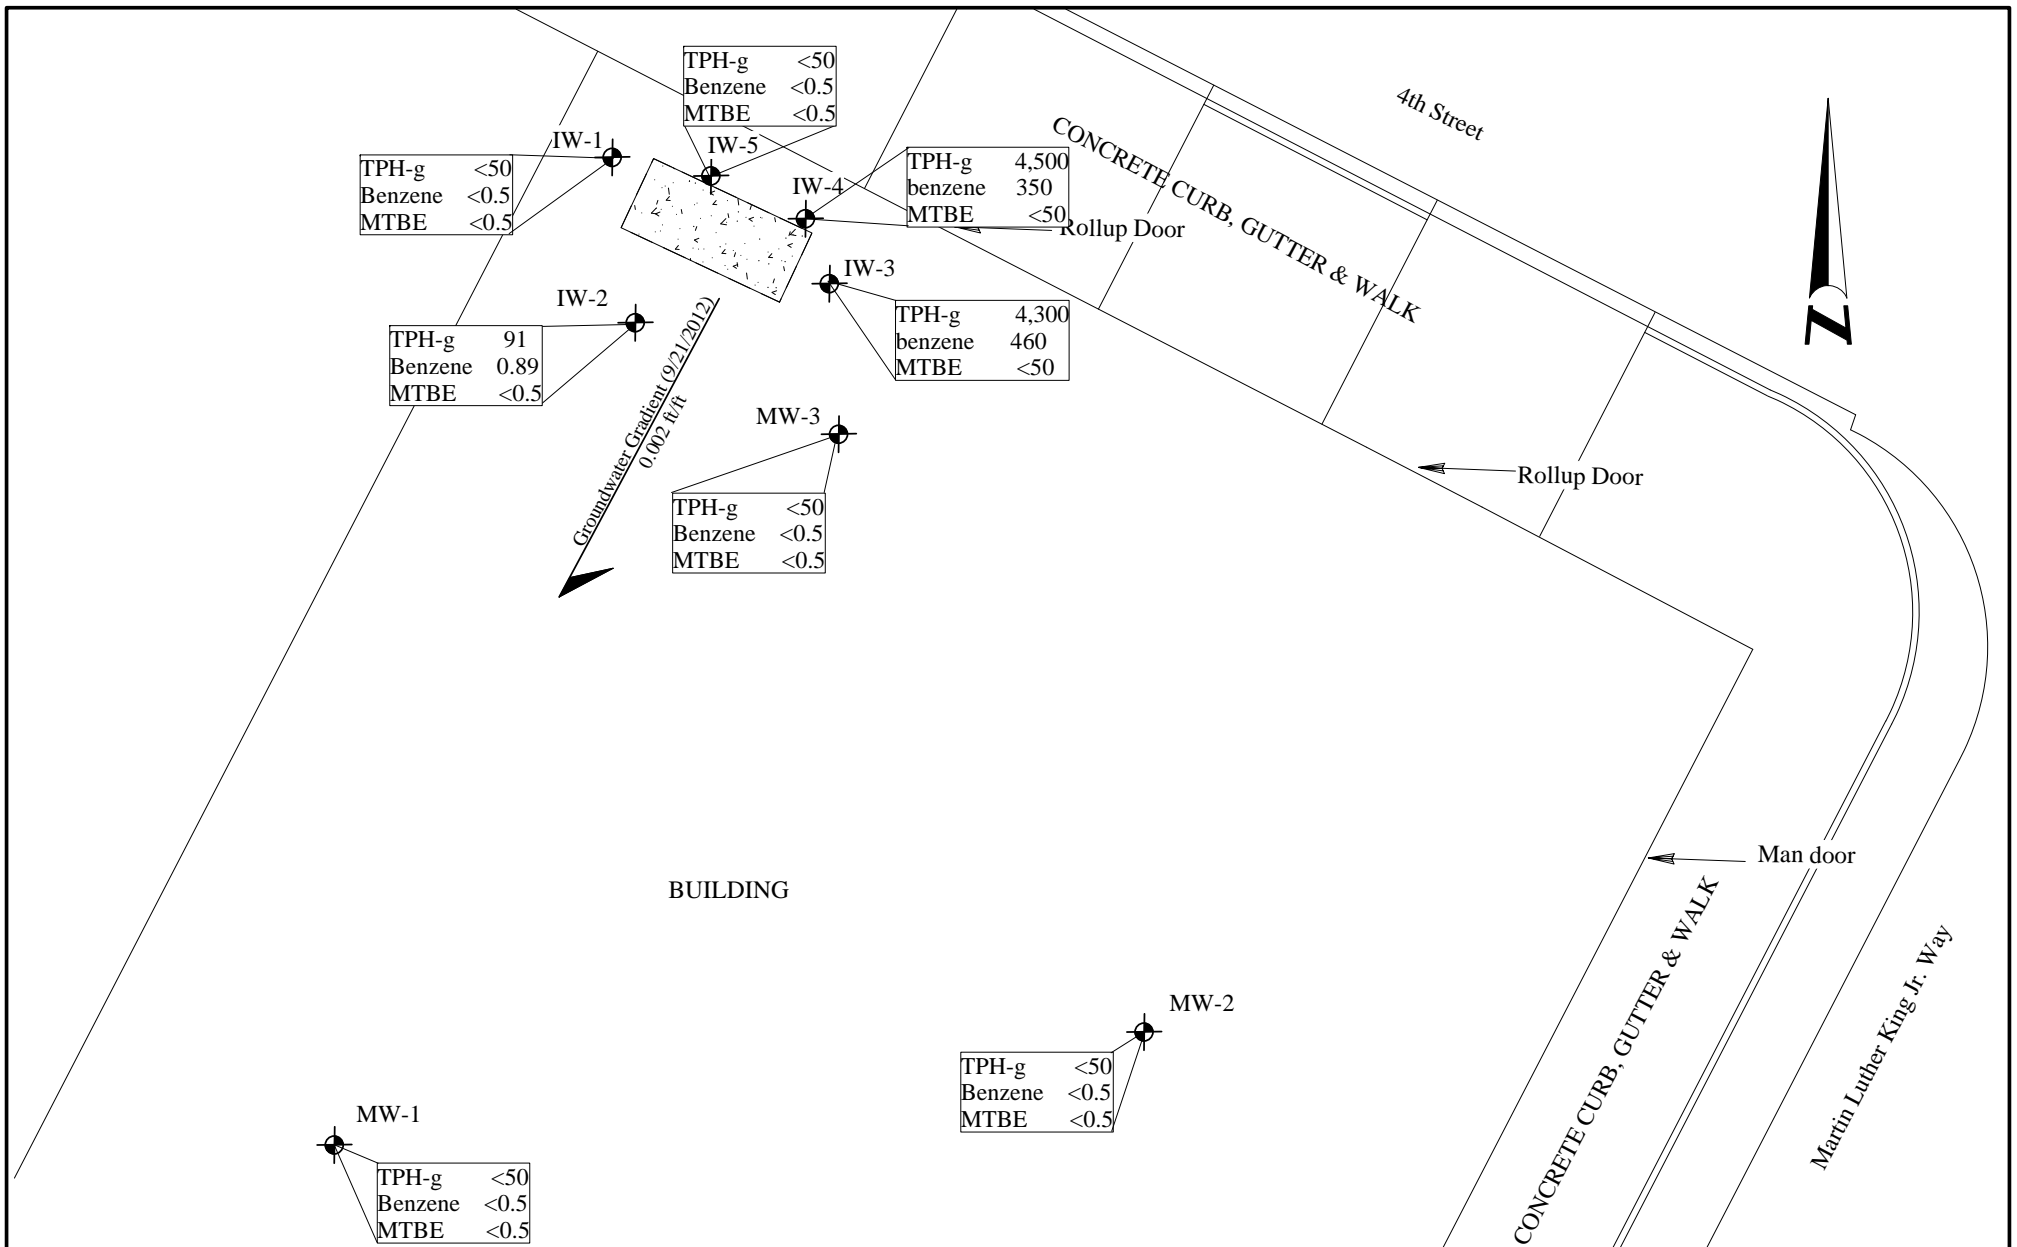 TPH-g <50
Benzene <0.5
MTBE <0.5
IW-5
4th Street
IW-1
TPH-g <50
Benzene <0.5
MTBE <0.5
IW-4
TPH-g 4,500
benzene 350
MTBE <50
CONCRETE CURB, GUTTER & WALK
Rollup Door
IW-3
TPH-g 4,300
benzene 460
MTBE <50
IW-2
TPH-g 91
Benzene 0.89
MTBE <0.5
Groundwater Gradient (9/21/2012)
0.002 ft/ft
MW-3
TPH-g <50
Benzene <0.5
MTBE <0.5
Z
Rollup Door
Man door
BUILDING
CONCRETE CURB, GUTTER & WALK
Martin Luther King Jr. Way
MW-2
TPH-g <50
Benzene <0.5
MTBE <0.5
MW-1
TPH-g <50
Benzene <0.5
MTBE <0.5